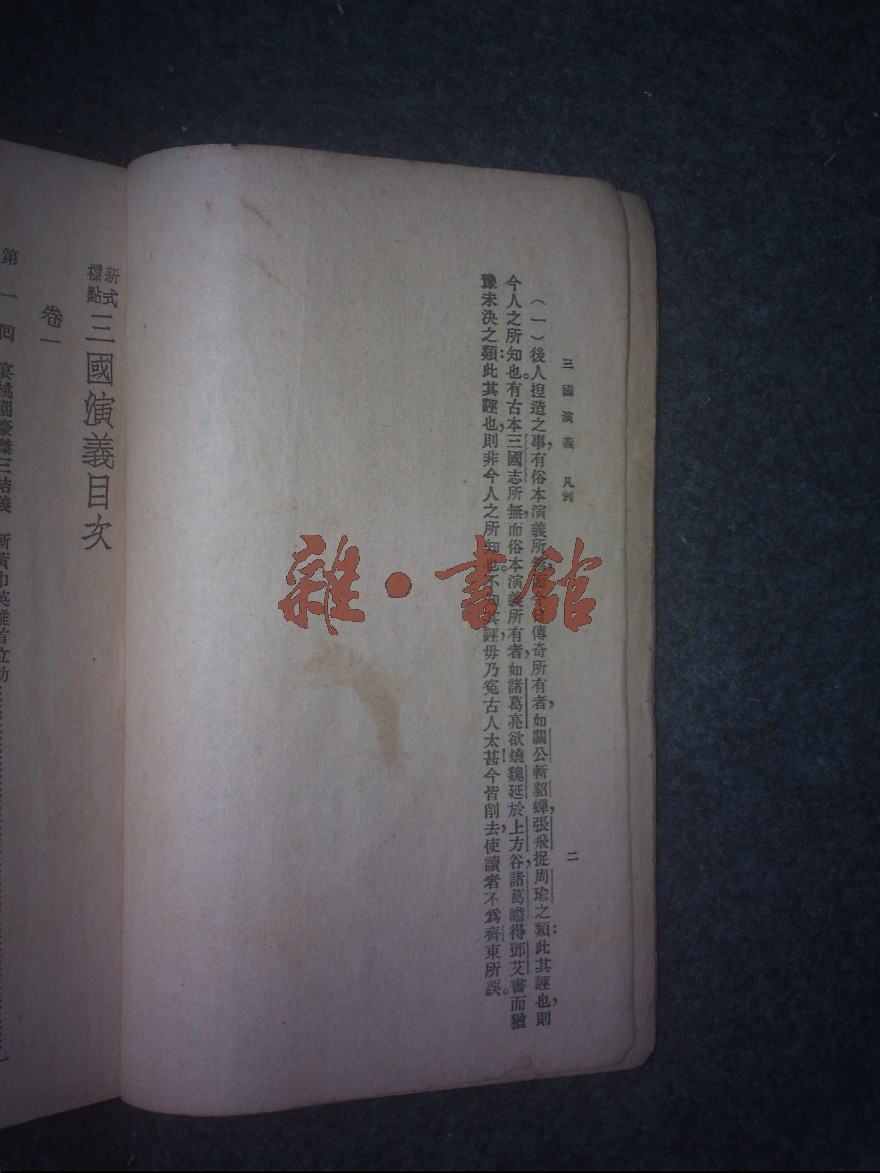 三國演義　凡例　二
（一）後人捏造之事，有俗本演義所無，而今日傳奇所有者，如關公斬貂蟬，張飛捉周瑜之類：此其誣也，則
今人之所知也。有古本三國志所無，而俗本演義所有者，如諸葛亮欲燒魏延於上方谷，諸葛瞻得鄧艾書而猶
豫未決之類：此其誣也，則非今人之所知也。不知其誣，毋乃冤古人太甚！今皆削去，使讀者不爲齊東所誤。
新式標點
三國演義目次
卷一
第一回　宴桃園豪傑三結義　斬黃巾英雄首立功
雜·書館